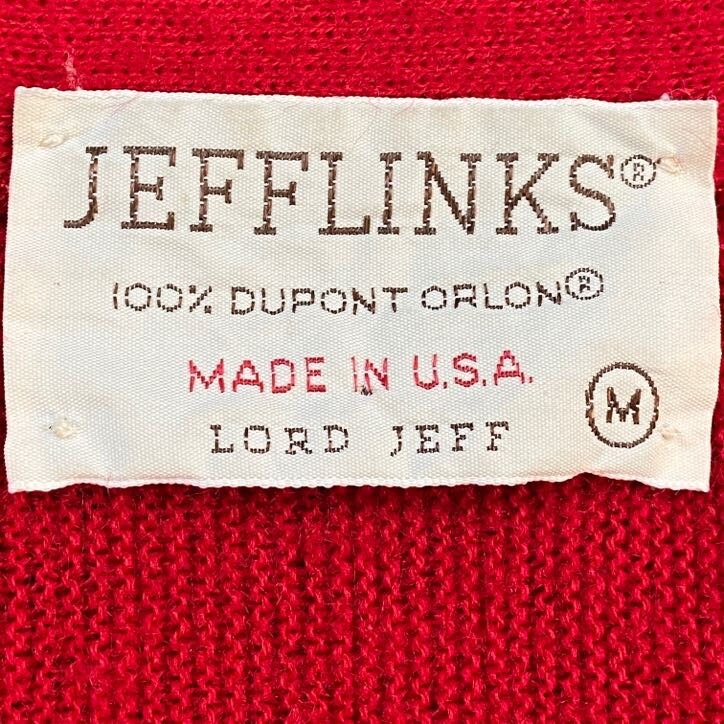 JEFFLINKS®
100% DUPONT ORLON®
MADE IN U.S.A.
M
LORD JEFF